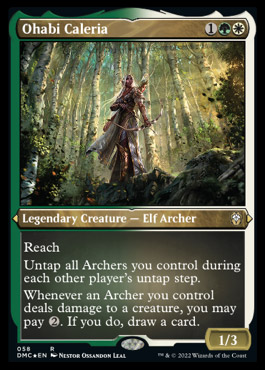 Ohabi Caleria 1
Legendary Creature — Elf Archer
Reach
Untap all Archers you control during
each other player's untap step.
Whenever an Archer you control
deals damage to a creature, you may
pay 2. If you do, draw a card.
1/3
058 R
DMC★EN Nestor Ossandon Leal
™ & © 2022 Wizards of the Coast